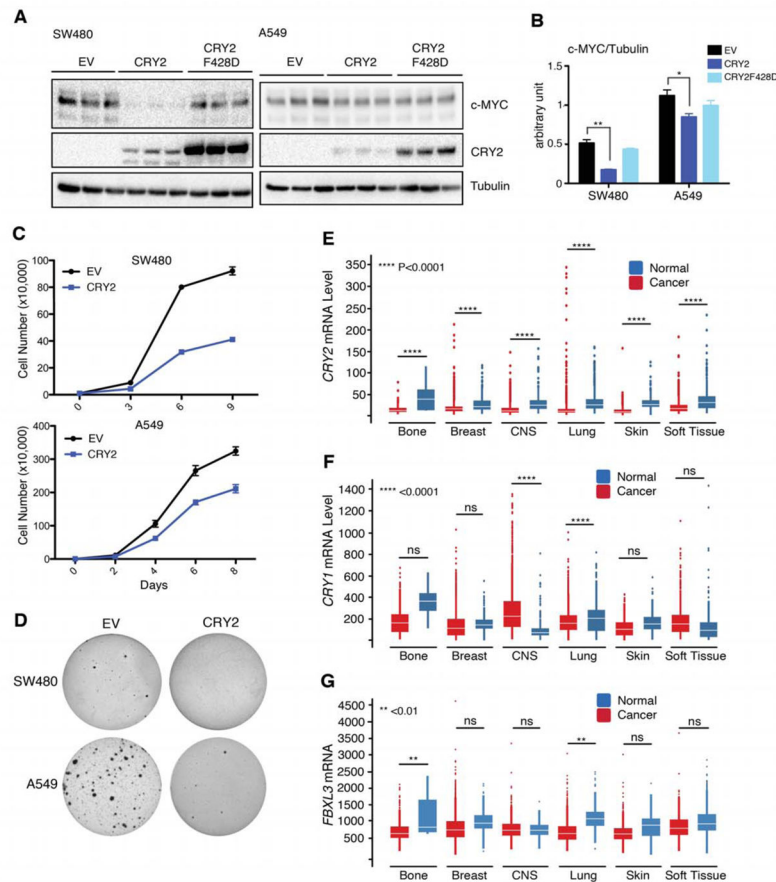 A
SW480
EV
CRY2
CRY2
F428D
A549
EV
CRY2
CRY2
F428D
c-MYC
CRY2
Tubulin
B
c-MYC/Tubulin
EV
CRY2
CRY2F428D
arbitrary unit
1.5
1
0.5
0
**
*
SW480
A549
C
SW480
EV
CRY2
Cell Number (x10,000)
100
80
60
40
20
0
0
3
6
9
A549
EV
CRY2
Cell Number (x10,000)
400
300
200
100
0
0
2
4
6
8
Days
D
EV
CRY2
SW480
A549
E
**** P<0.0001
Normal
Cancer
CRY2 mRNA Level
350
300
250
200
150
100
50
****
****
****
****
****
****
Bone
Breast
CNS
Lung
Skin
Soft Tissue
F
**** <0.0001
Normal
Cancer
CRY1 mRNA Level
1400
1200
1000
800
600
400
200
ns
ns
****
****
ns
ns
Bone
Breast
CNS
Lung
Skin
Soft Tissue
G
** <0.01
Normal
Cancer
FBXL3 mRNA
4500
4000
3500
3000
2500
2000
1500
1000
500
**
ns
ns
**
ns
ns
Bone
Breast
CNS
Lung
Skin
Soft Tissue